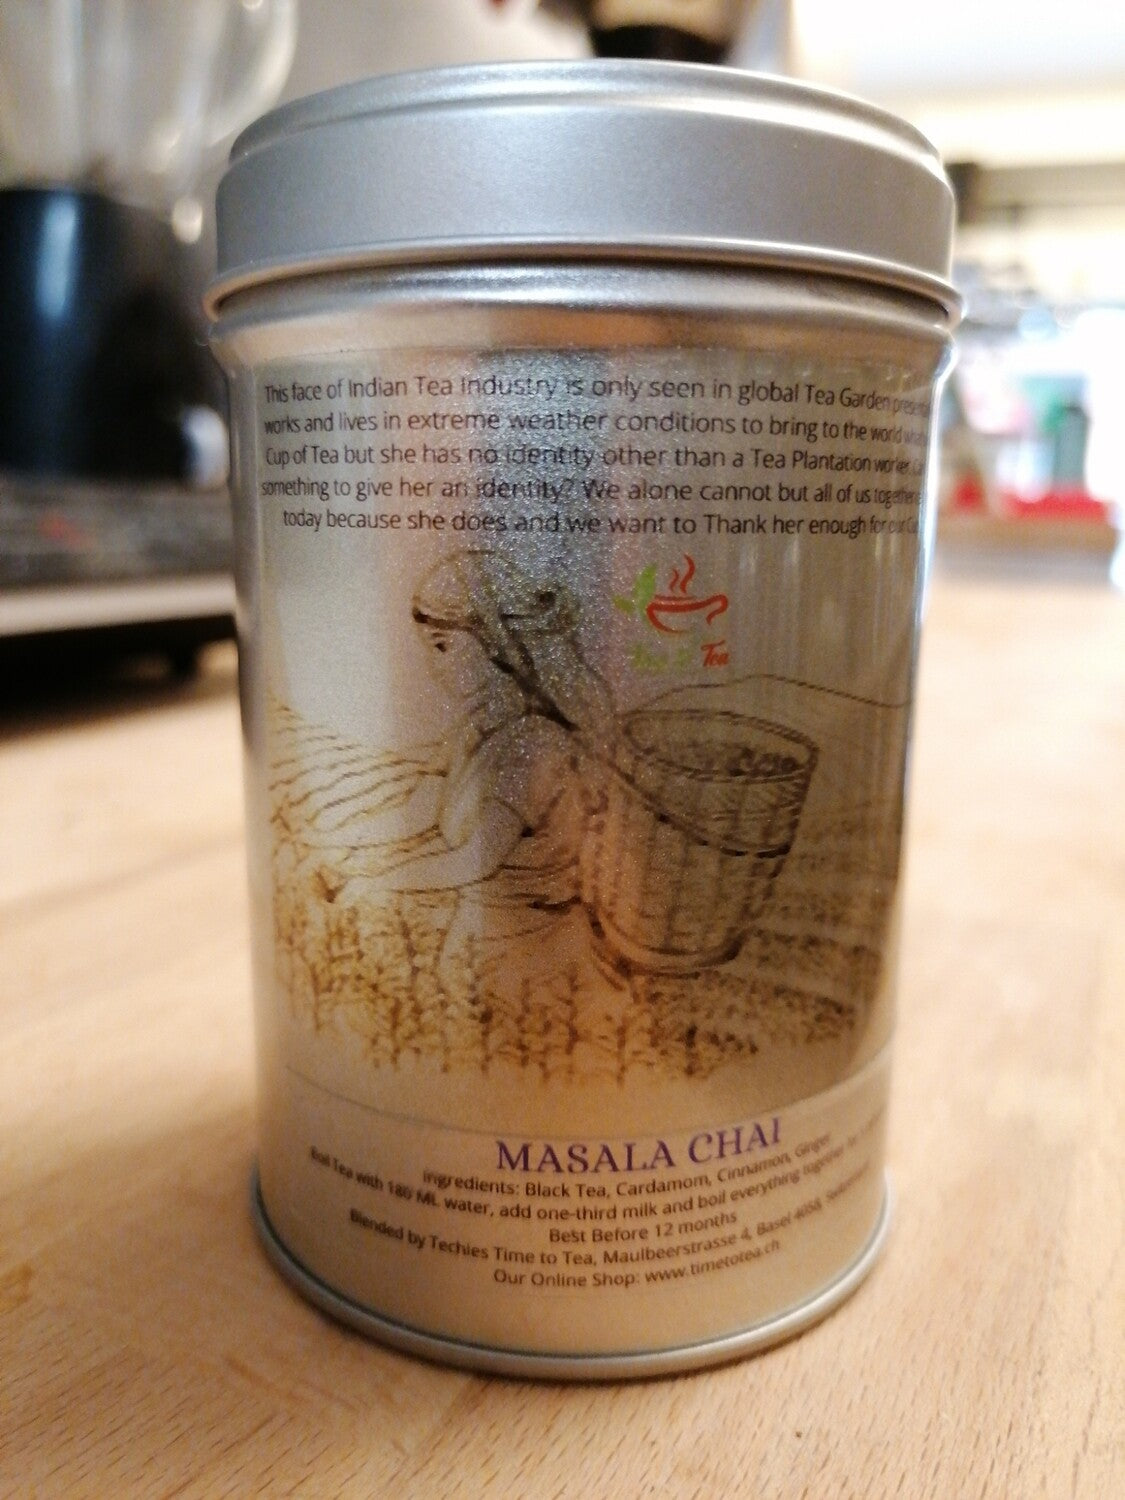 This face of Indian Tea Industry is only seen in global Tea Garden
works and lives in extreme weather conditions to bring to the world
Cup of Tea but she has no identity other than a Tea Plantation worker.
something to give her an identity? We alone cannot but all of us together
today because she does and we want to Thank her enough for our
Tea
MASALA CHAI
Ingredients: Black Tea, Cardamom, Cinnamon, Ginger
Boil Tea with 180 ML water, add one-third milk and boil everything together for
Best Before 12 months
Blended by Techies Time to Tea, Maulbeerstrasse 4, Basel 4058,
Our Online Shop: www.timetotea.ch